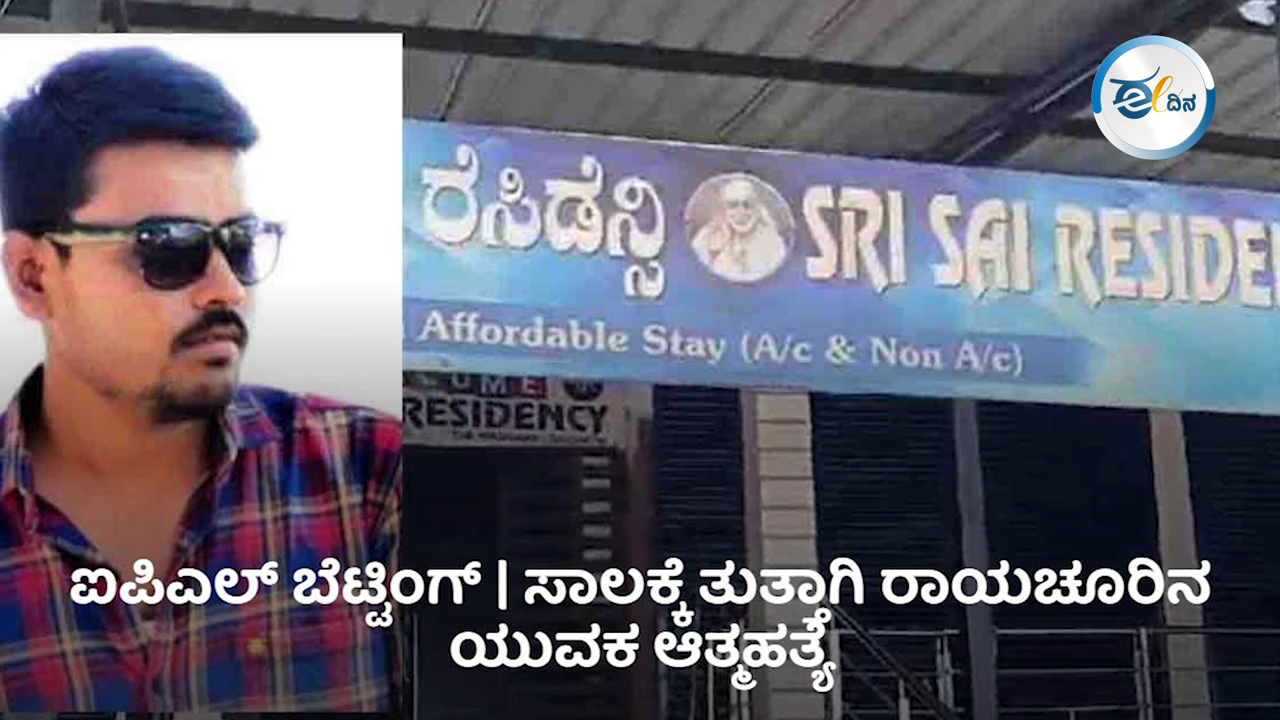 ಈ ದಿನ
ರೆಸಿಡೆನ್ಸಿ SRI SAI RESIDE
Affordable Stay (A/c & Non A/c)
RESIDENCY
ಐಪಿಎಲ್ ಬೆಟ್ಟಿಂಗ್ | ಸಾಲಕ್ಕೆ ತುತ್ತಾಗಿ ರಾಯಚೂರಿನ
ಯುವಕ ಆತ್ಮಹತ್ಯೆ